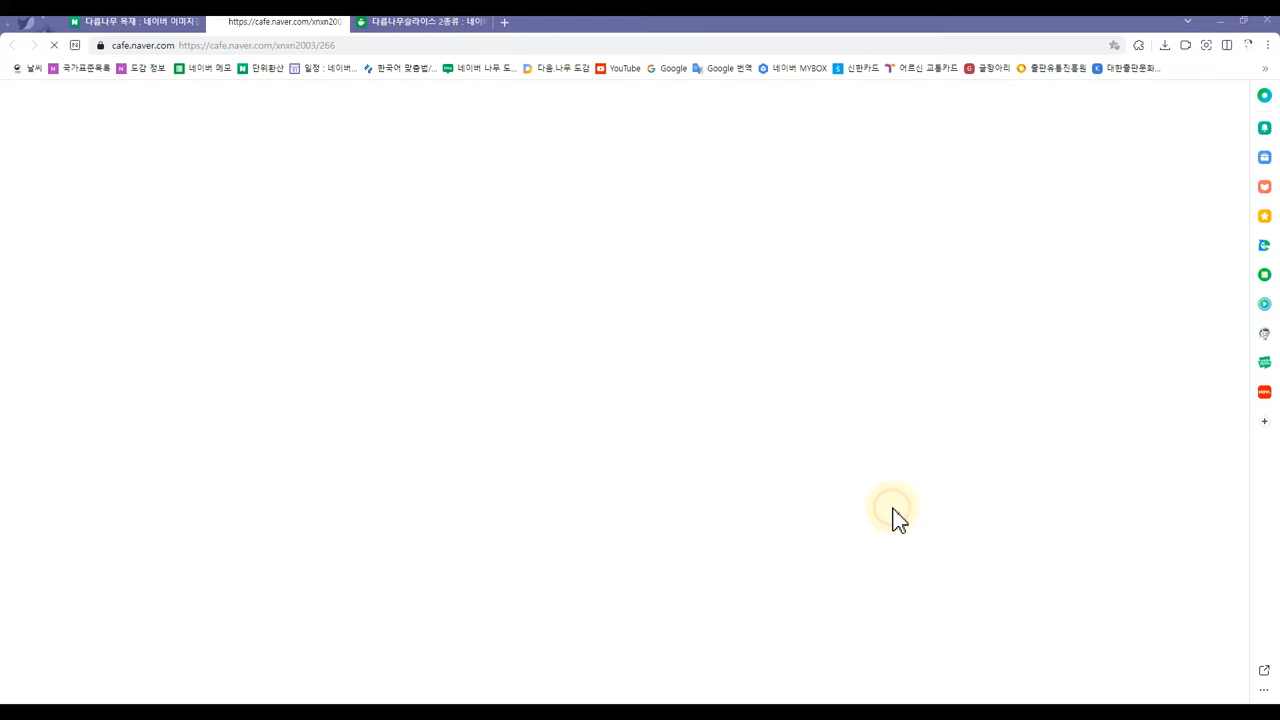 다릅나무 목재 : 네이버 이미지검 https://cafe.naver.com/xnxn200 다릅나무슬라이스 2종류 : 네이버
cafe.naver.com https://cafe.naver.com/xnxn2003/266
날씨 국가표준목록 도감 정보 네이버 메모 단위환산 일정 : 네이버... 한국어 맞춤법/... 네이버 나무 도... 다음.나무 도감 YouTube Google Google 번역 네이버 MYBOX 신한카드 어르신 교통카드 글항아리 출판유통진흥원 대한출판문화...